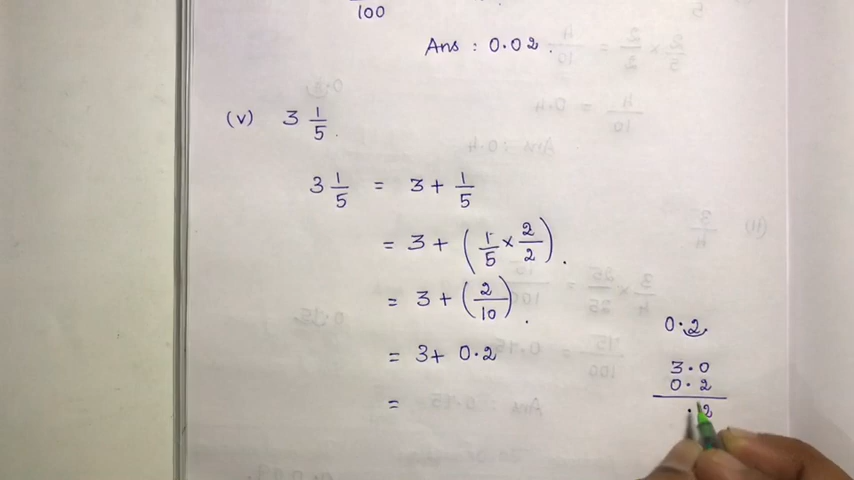 100
Ans : 0.02.
(v) 3 1/5.
3 1/5 = 3 + 1/5
= 3 + (1/5 × 2/2).
= 3 + (2/10).
= 3 + 0.2
=
0.2
3.0
0.2
.2